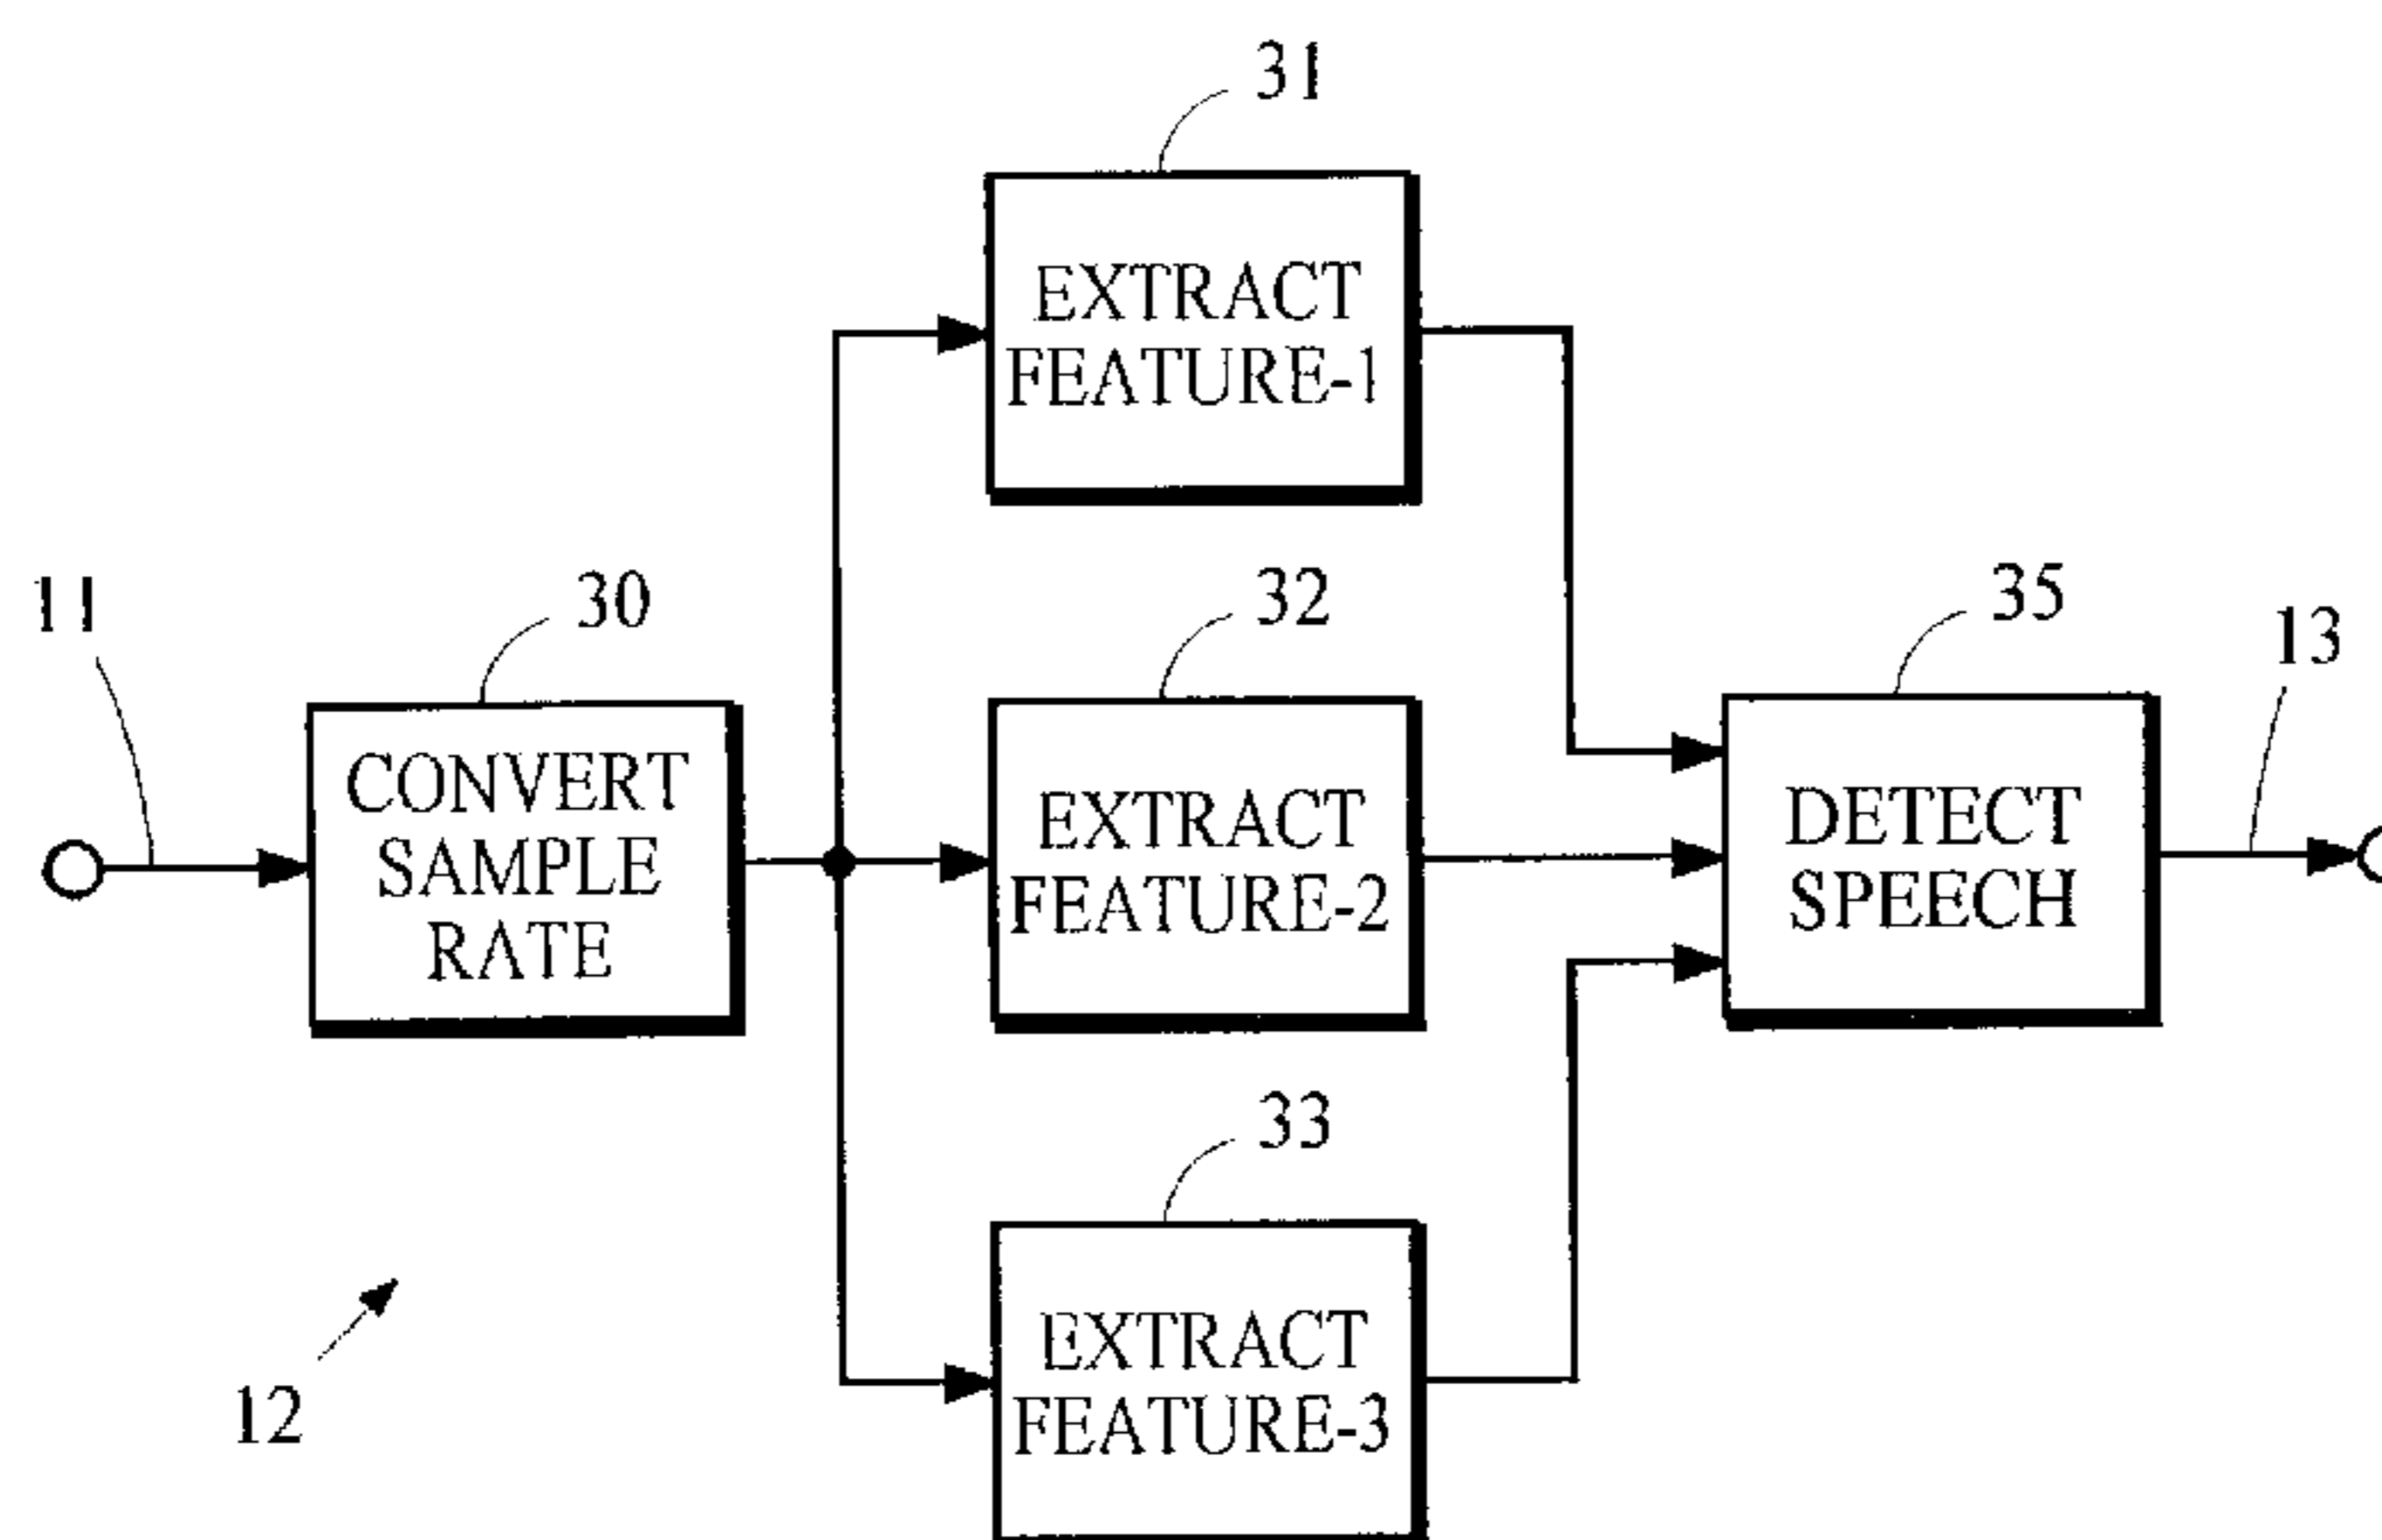 31
EXTRACT
FEATURE-1
11
30
32
35
13
CONVERT
SAMPLE
RATE
EXTRACT
FEATURE-2
DETECT
SPEECH
33
EXTRACT
FEATURE-3
12